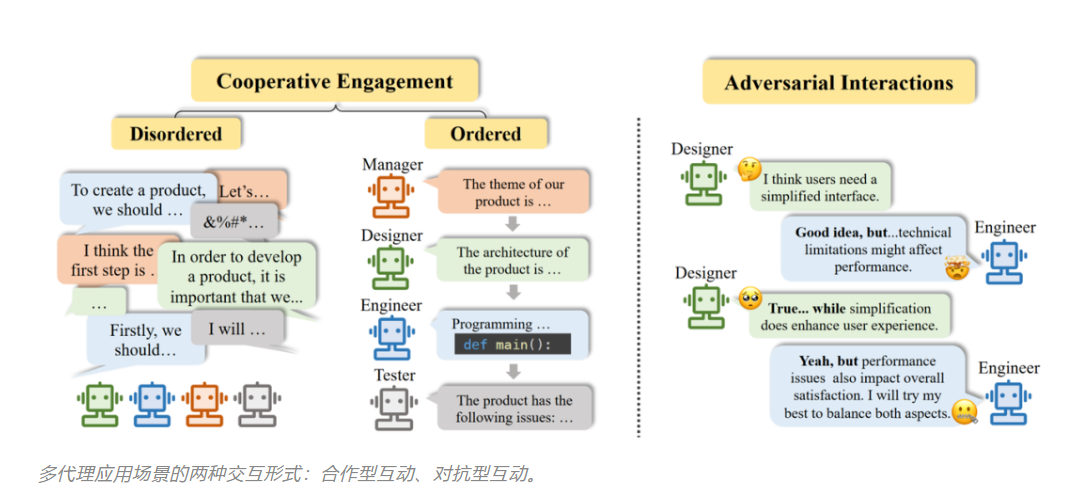 Cooperative Engagement
Disordered
To create a product,
we should …
Let's…
&%#*…
I think the
first step is …
In order to develop
a product, it is
important that we...
…
Firstly, we
should…
I will …
Ordered
Manager
The theme of our
product is …
Designer
The architecture of
the product is …
Engineer
Programming …
def main():
Tester
The product has the
following issues: …
Adversarial Interactions
Designer
I think users need a
simplified interface.
Engineer
Good idea, but...technical
limitations might affect
performance.
Designer
True... while simplification
does enhance user experience.
Engineer
Yeah, but performance
issues also impact overall
satisfaction. I will try my
best to balance both aspects.
多代理应用场景的两种交互形式：合作型互动、对抗型互动。